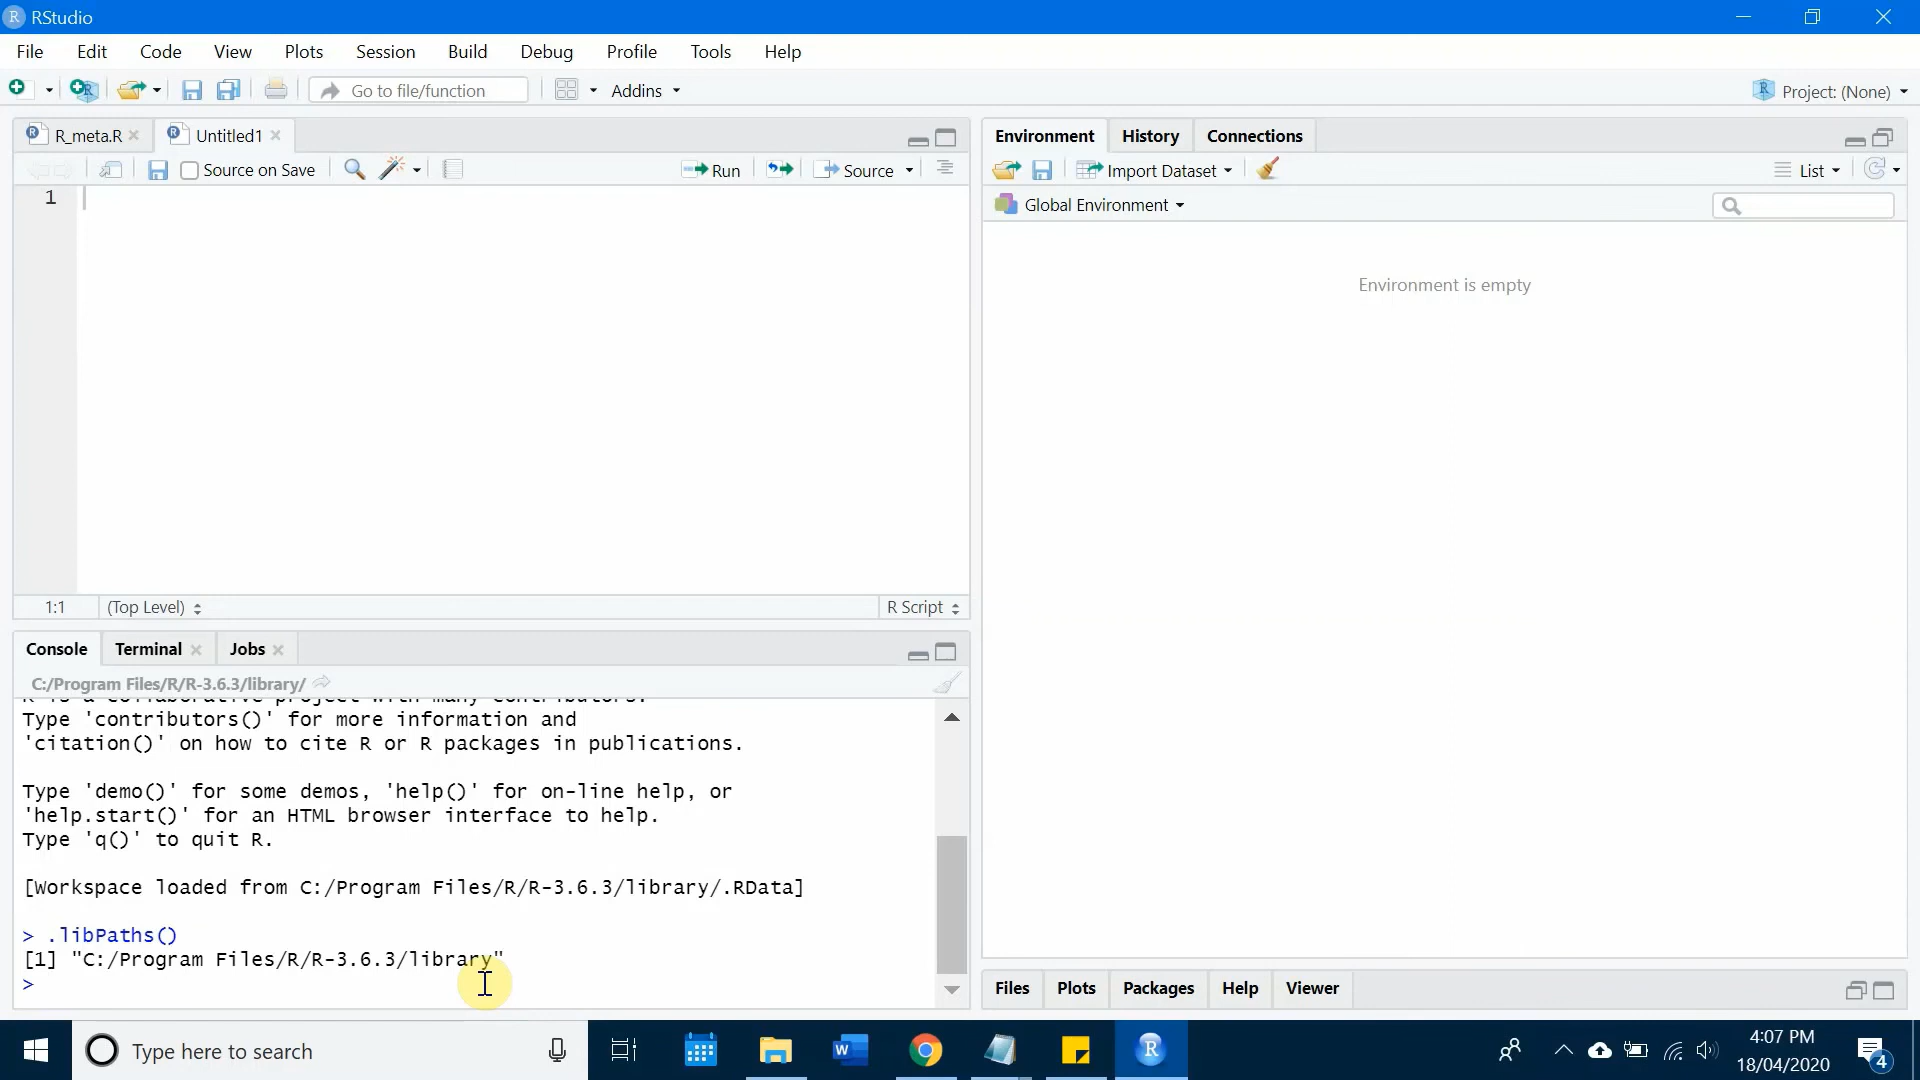 RStudio
File Edit Code View Plots Session Build Debug Profile Tools Help
Go to file/function Addins Project: (None)
R_meta.R Untitled1
Source on Save Run Source
1
1:1 (Top Level) R Script
Environment History Connections
Import Dataset List
Global Environment
Environment is empty
Console Terminal Jobs
C:/Program Files/R/R-3.6.3/library/
R is a collaborative project with many contributors.
Type 'contributors()' for more information and
'citation()' on how to cite R or R packages in publications.
Type 'demo()' for some demos, 'help()' for on-line help, or
'help.start()' for an HTML browser interface to help.
Type 'q()' to quit R.
[Workspace loaded from C:/Program Files/R/R-3.6.3/library/.RData]
> .libPaths()
[1] "C:/Program Files/R/R-3.6.3/library"
>
Files Plots Packages Help Viewer
Type here to search
4:07 PM
18/04/2020
4